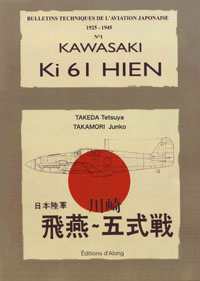 BULLETINS TECHNIQUES DE L'AVIATION JAPONAISE
1925 - 1945
N°1
KAWASAKI
Ki 61 HIEN
TAKEDA Tetsuya
TAKAMORI Junko
日本陸軍
川崎
飛燕~五式戦
Éditions d'Along